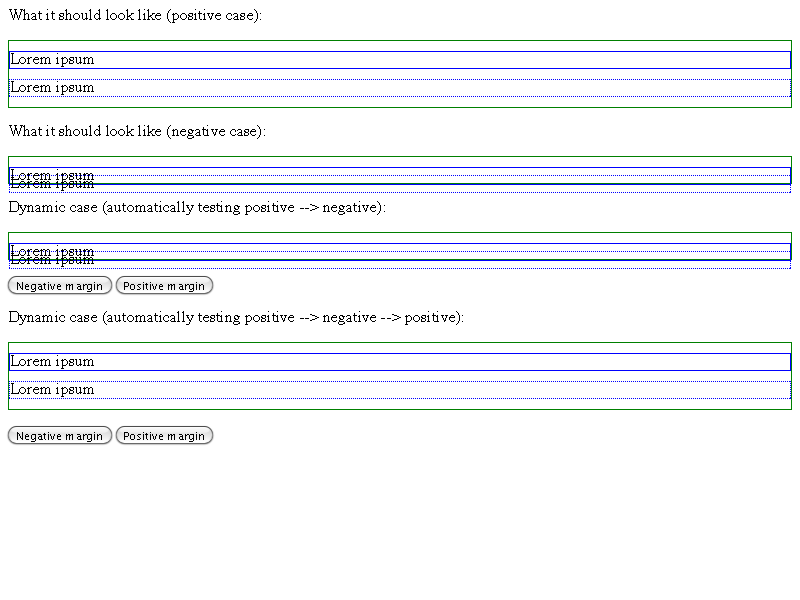 What it should look like (positive case):
Lorem ipsum
Lorem ipsum
What it should look like (negative case):
Lorem ipsum
Lorem ipsum
Dynamic case (automatically testing positive --> negative):
Lorem ipsum
Lorem ipsum
Negative margin Positive margin
Dynamic case (automatically testing positive --> negative --> positive):
Lorem ipsum
Lorem ipsum
Negative margin Positive margin